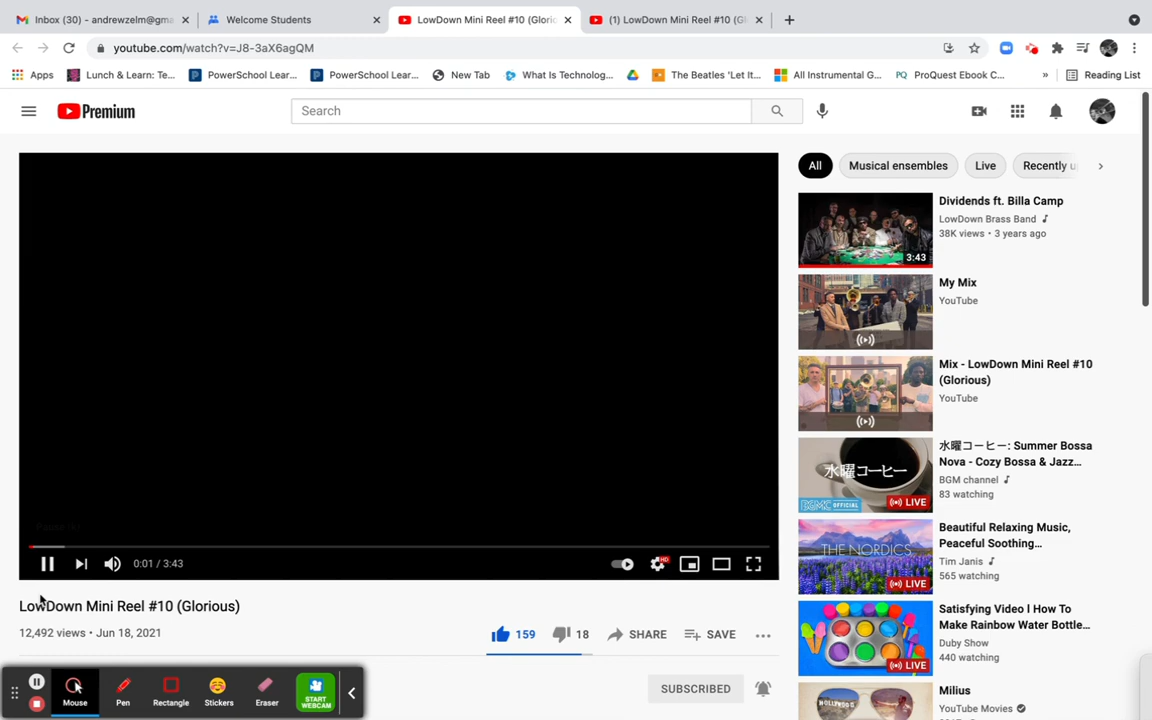 Inbox (30) - andrewzelm@gma
Welcome Students
LowDown Mini Reel #10 (Glorio
(1) LowDown Mini Reel #10 (Gl
youtube.com/watch?v=J8-3aX6agQM
Apps
Lunch & Learn: Te...
PowerSchool Lear...
PowerSchool Lear...
New Tab
What Is Technolog...
The Beatles 'Let It...
All Instrumental G...
PQ
ProQuest Ebook C...
»
Reading List
Premium
Search
All
Musical ensembles
Live
Recently u
Dividends ft. Billa Camp
LowDown Brass Band
38K views • 3 years ago
3:43
My Mix
YouTube
Mix - LowDown Mini Reel #10
(Glorious)
YouTube
水曜コーヒー: Summer Bossa
Nova - Cozy Bossa & Jazz...
BGM channel
83 watching
水曜コーヒー
LIVE
Beautiful Relaxing Music,
Peaceful Soothing...
Tim Janis
565 watching
THE NORDICS
LIVE
Satisfying Video l How To
Make Rainbow Water Bottle...
Duby Show
440 watching
LIVE
Milius
YouTube Movies
HD
0:01 / 3:43
LowDown Mini Reel #10 (Glorious)
12,492 views • Jun 18, 2021
159
18
SHARE
SAVE
SUBSCRIBED
Mouse
Pen
Rectangle
Stickers
Eraser
START
WEBCAM